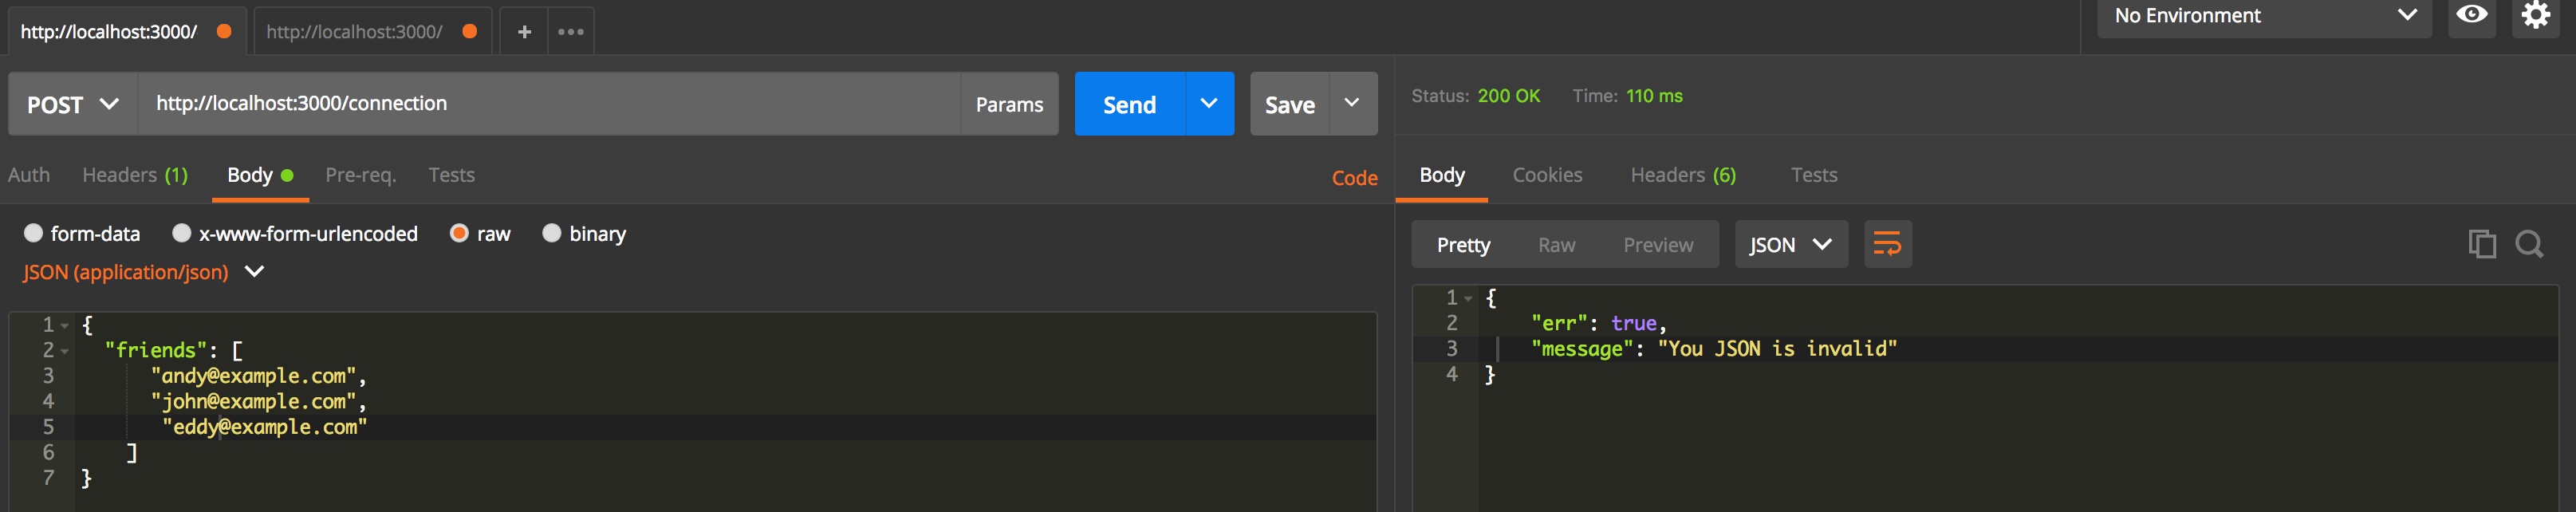 http://localhost:3000/ http://localhost:3000/ + ••• No Environment
POST http://localhost:3000/connection Params Send Save
Status: 200 OK Time: 110 ms
Auth Headers (1) Body Pre-req. Tests Code
Body Cookies Headers (6) Tests
form-data x-www-form-urlencoded raw binary
JSON (application/json)
Pretty Raw Preview JSON
1 {
2 "friends": [
3 "andy@example.com",
4 "john@example.com",
5 "eddy@example.com"
6 ]
7 }
1 {
2 "err": true,
3 "message": "You JSON is invalid"
4 }